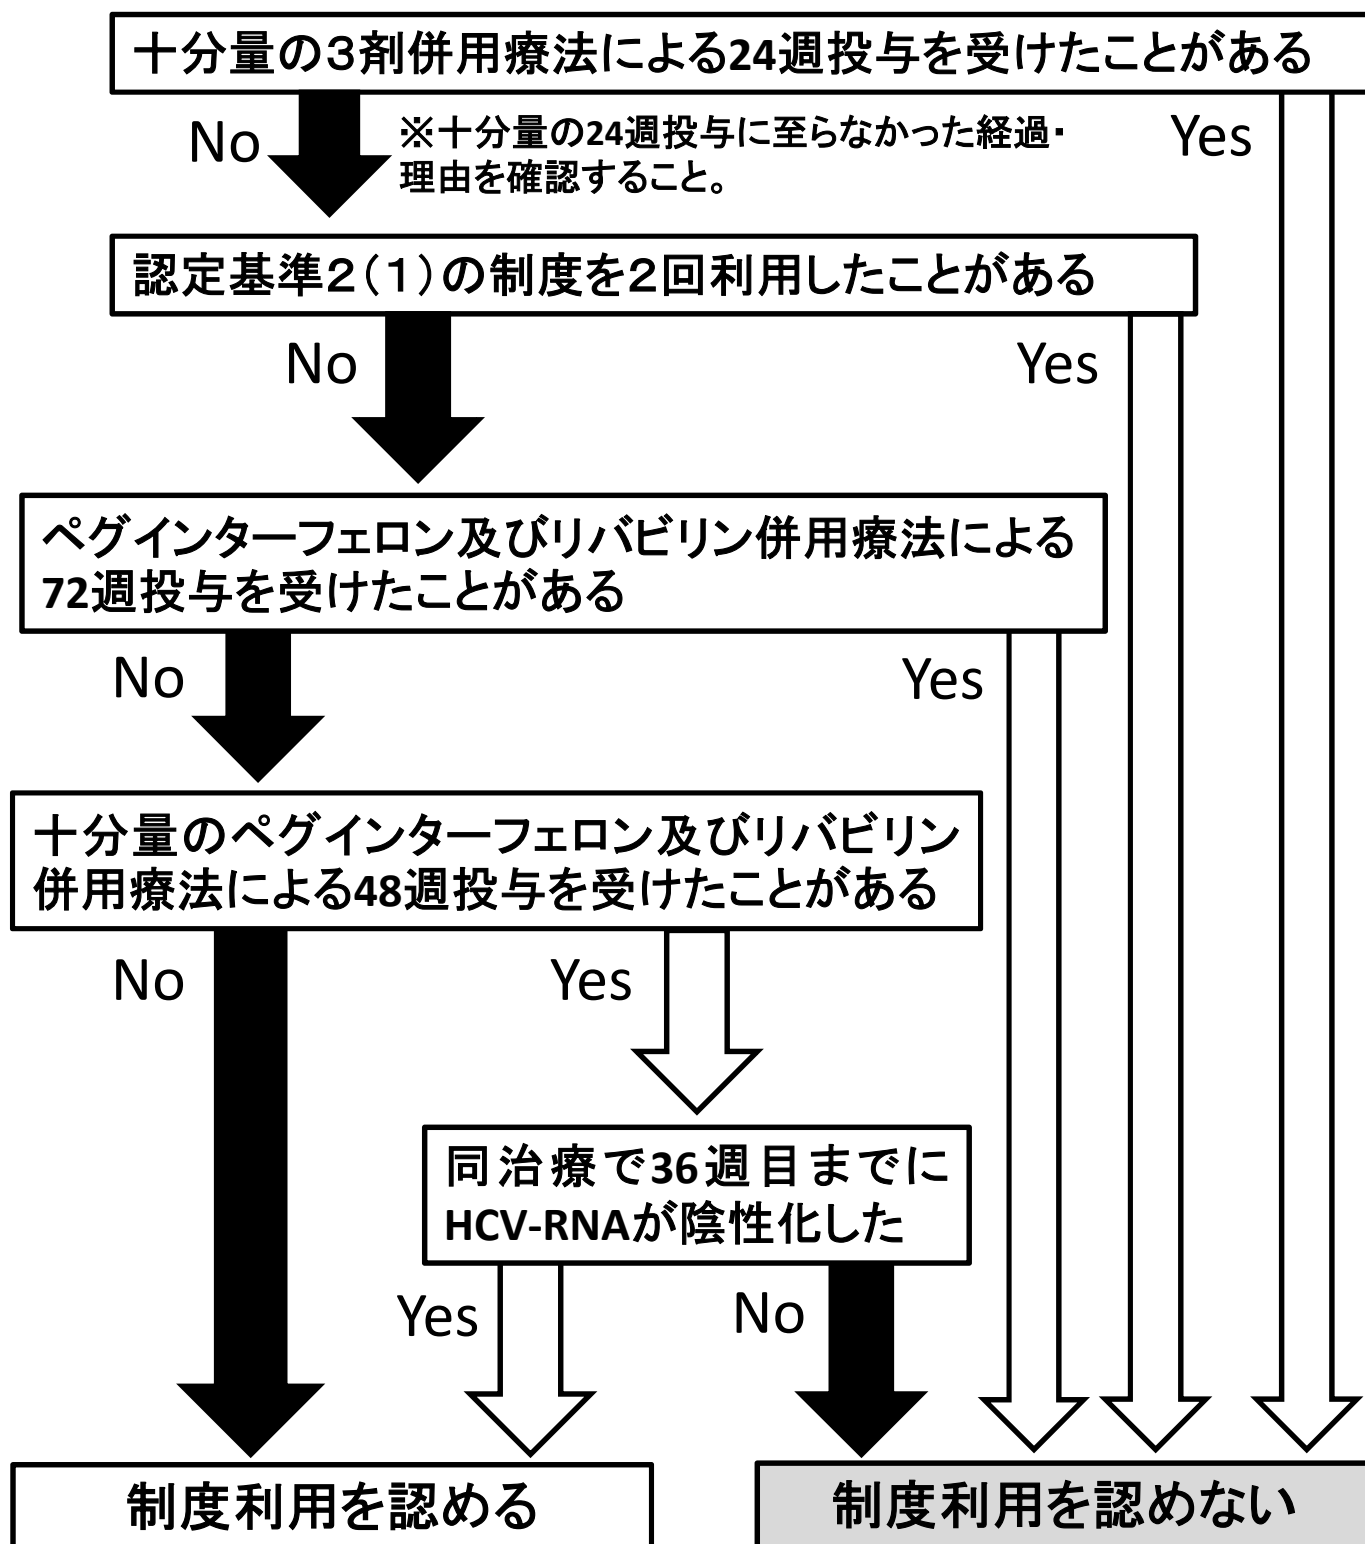 十分量の３剤併用療法による24週投与を受けたことがある
No
※十分量の24週投与に至らなかった経過・
理由を確認すること。
Yes
認定基準２（１）の制度を２回利用したことがある
No
Yes
ペグインターフェロン及びリバビリン併用療法による
72週投与を受けたことがある
No
Yes
十分量のペグインターフェロン及びリバビリン
併用療法による48週投与を受けたことがある
No
Yes
同治療で36週目までに
HCV-RNAが陰性化した
Yes
No
制度利用を認める
制度利用を認めない